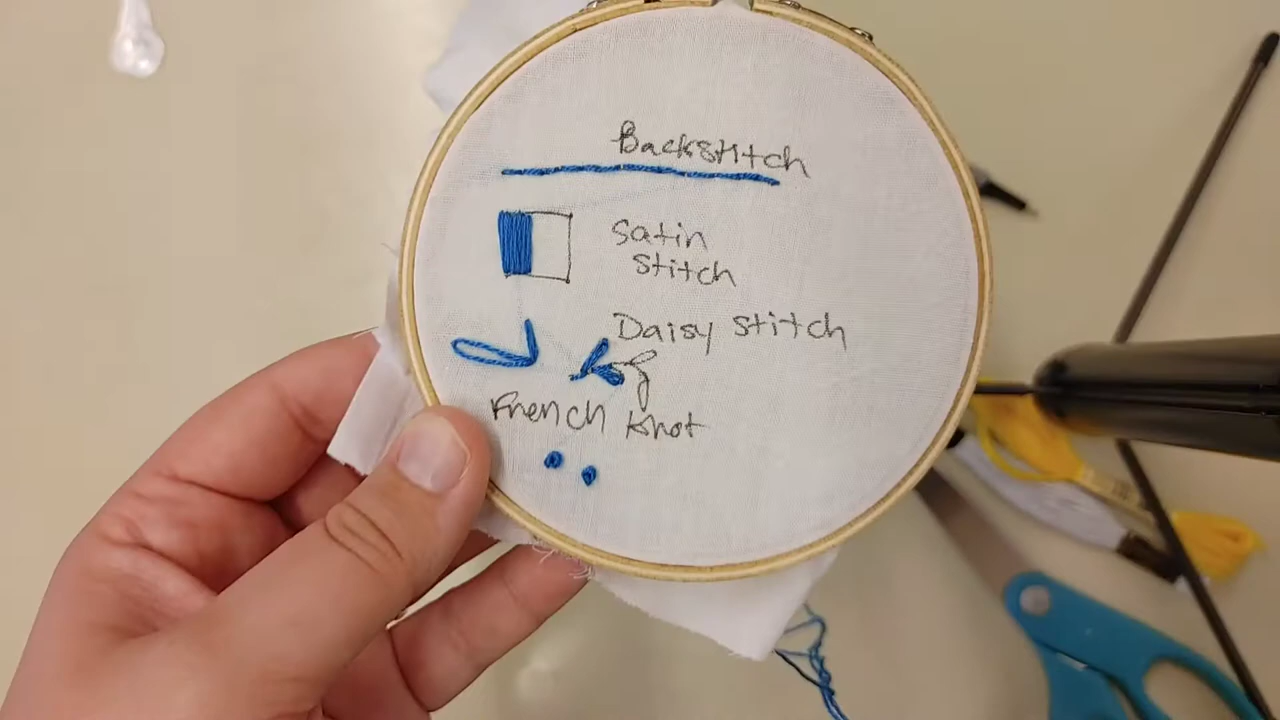 Backstitch
Satin
Stitch
Daisy stitch
French knot